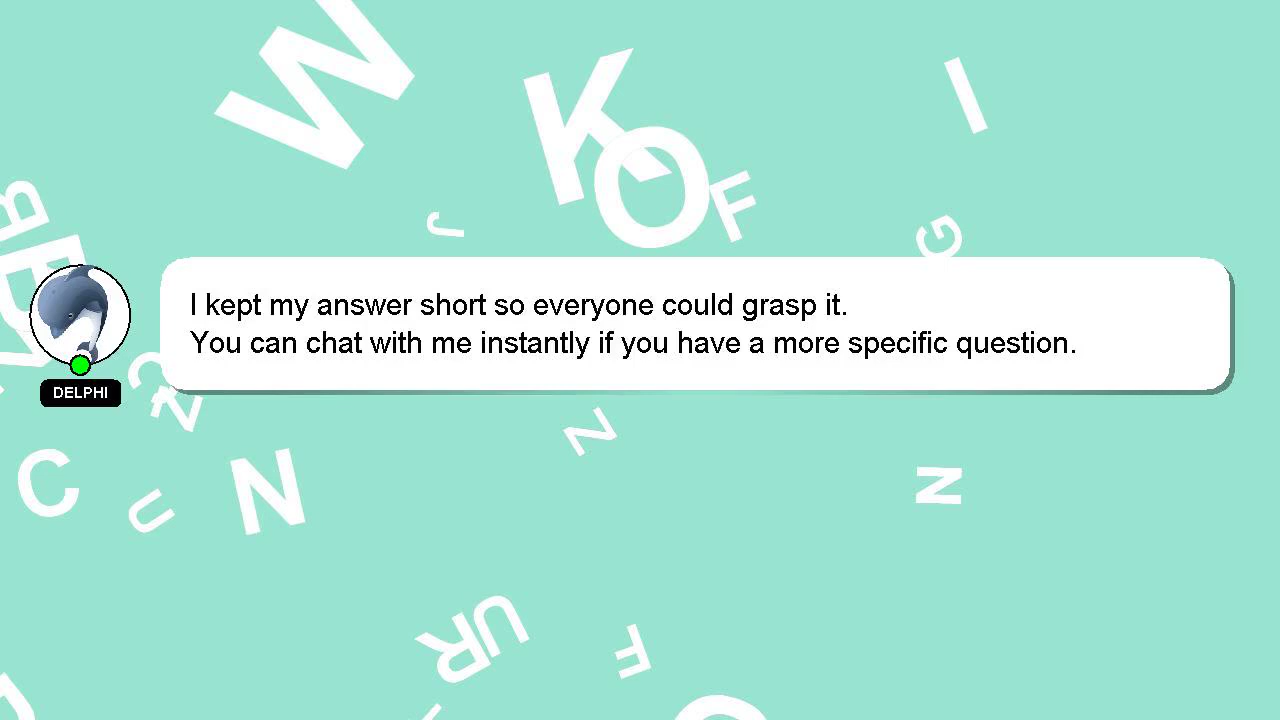 W
K
I
O
F
J
G
I kept my answer short so everyone could grasp it.
You can chat with me instantly if you have a more specific question.
DELPHI
Z
N
C
N
U
N
U
R
F